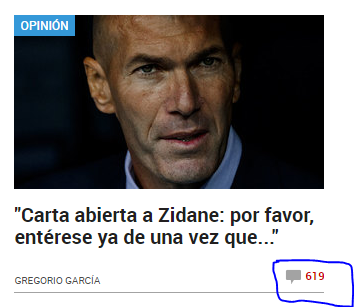 OPINIÓN
"Carta abierta a Zidane: por favor,
entérese ya de una vez que..."
GREGORIO GARCÍA
619